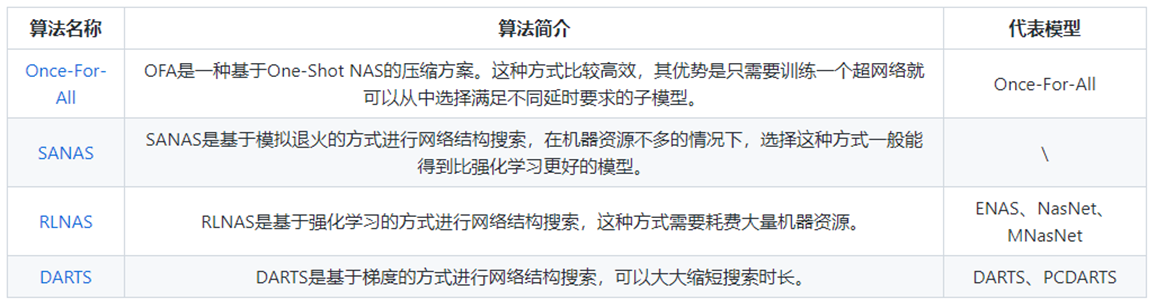 算法名称 算法简介 代表模型
Once-For-
All
OFA是一种基于One-Shot NAS的压缩方案。这种方式比较高效，其优势是只需要训练一个超网络就
可以从中选择满足不同延时要求的子模型。
Once-For-All
SANAS
SANAS是基于模拟退火的方式进行网络结构搜索，在机器资源不多的情况下，选择这种方式一般能
得到比强化学习更好的模型。
\
RLNAS
RLNAS是基于强化学习的方式进行网络结构搜索，这种方式需要耗费大量机器资源。
ENAS、NasNet、
MNasNet
DARTS
DARTS是基于梯度的方式进行网络结构搜索，可以大大缩短搜索时长。
DARTS、PCDARTS